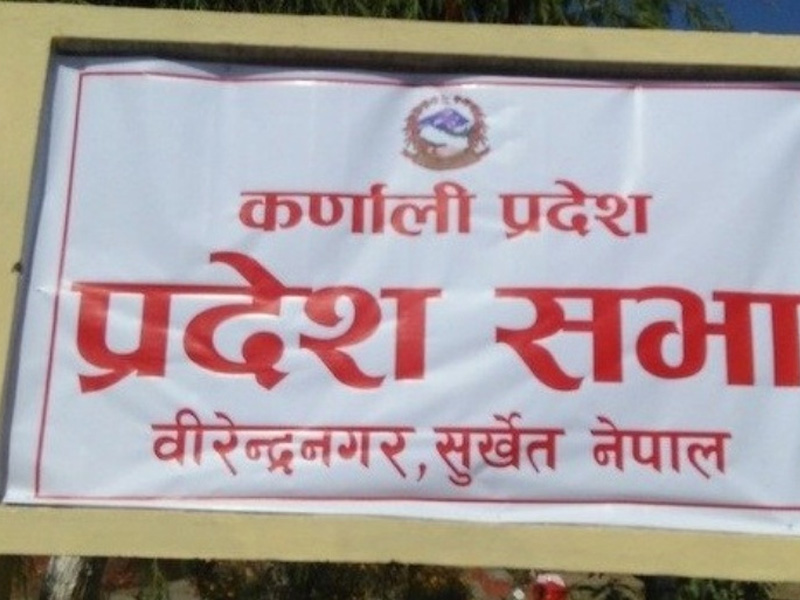 कर्णाली प्रदेश
प्रदेश सभा
वीरेन्द्रनगर, सुर्खेत नेपाल